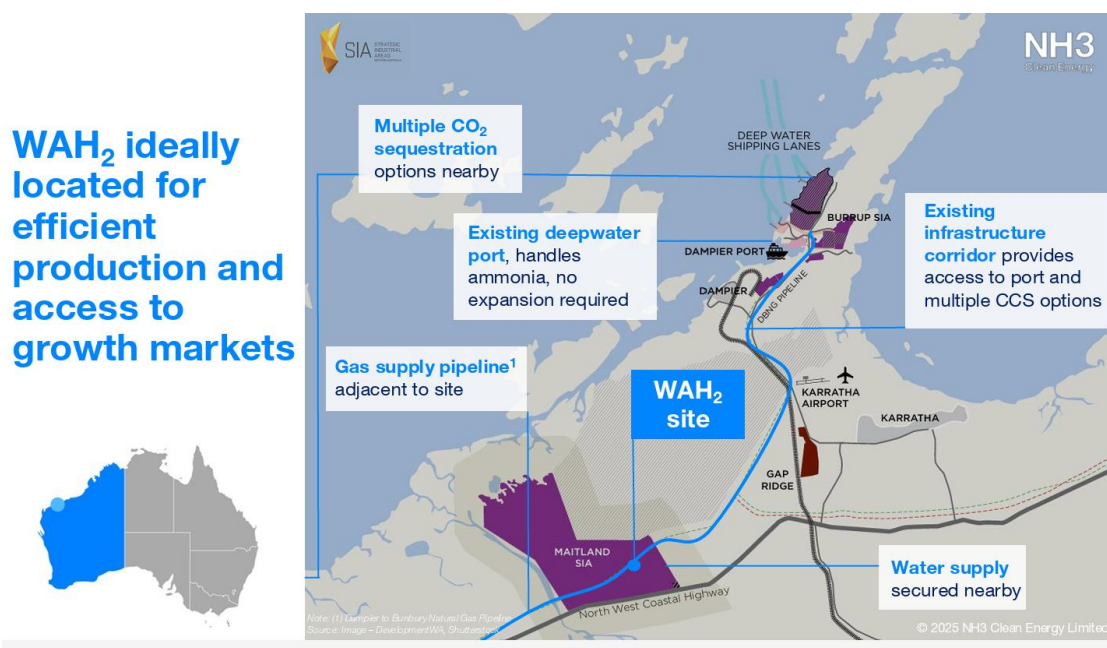 WAH₂ ideally
located for
efficient
production and
access to
growth markets
SIA STRATEGIC
INDUSTRIAL
AREAS
NH3
Clean Energy
Multiple CO₂
sequestration
options nearby
DEEP WATER
SHIPPING LANES
Existing deepwater
port, handles
ammonia, no
expansion required
BURRUP SIA
DAMPIER PORT
DAMPIER
DBNG PIPELINE
Existing
infrastructure
corridor provides
access to port and
multiple CCS options
Gas supply pipeline¹
adjacent to site
WAH₂
site
KARRATHA
AIRPORT
KARRATHA
GAP
RIDGE
MAITLAND
SIA
North West Coastal Highway
Water supply
secured nearby
Note: (1) Dampier to Bunbury Natural Gas Pipeline
Source: Image – DevelopmentWA, Shutterstock
© 2025 NH3 Clean Energy Limited